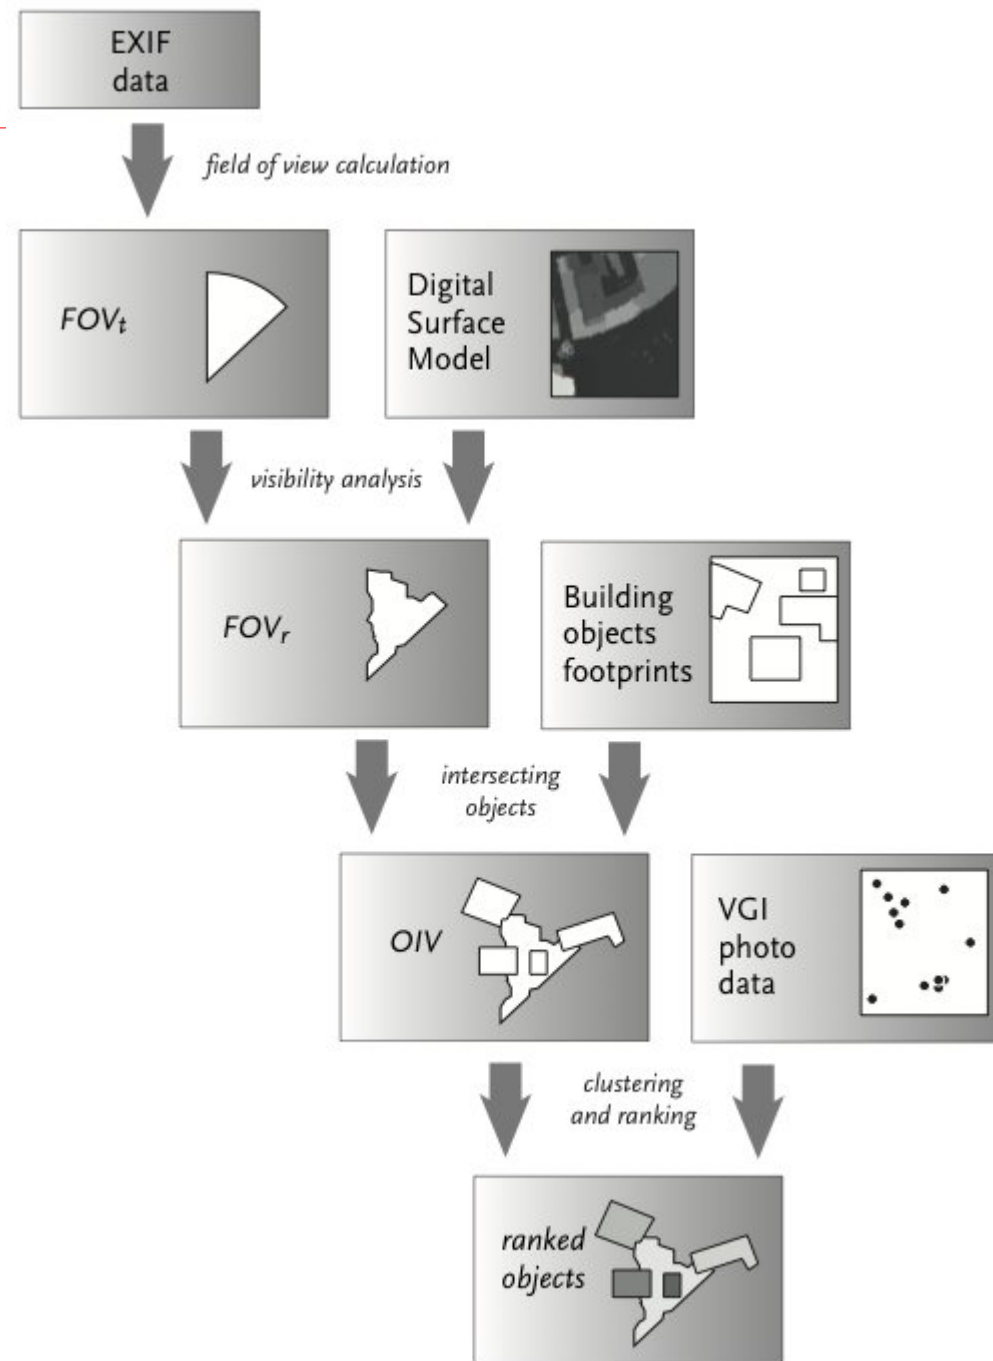 EXIF
data
field of view calculation
FOVt
Digital
Surface
Model
visibility analysis
FOVr
Building
objects
footprints
intersecting
objects
OIV
VGI
photo
data
clustering
and ranking
ranked
objects